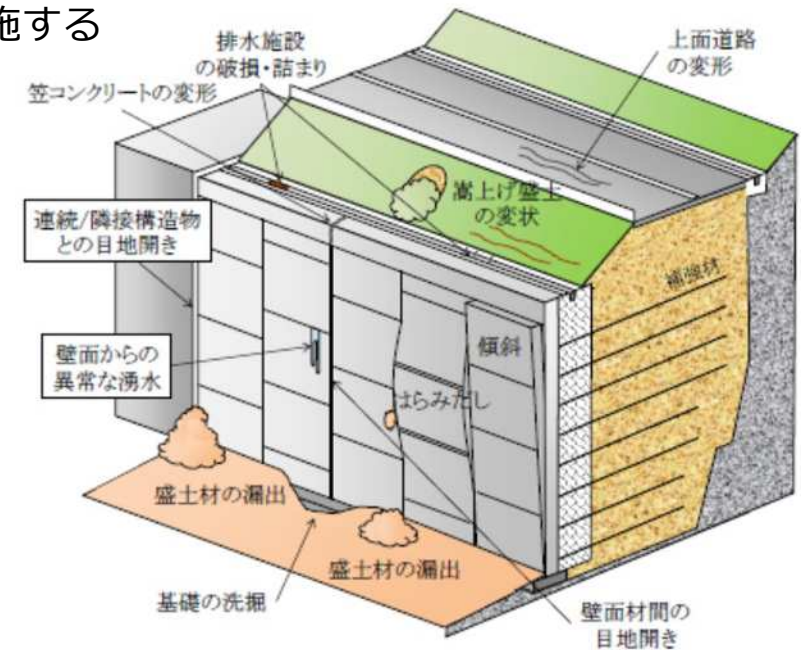 施する
排水施設
の破損・詰まり
上面道路
の変形
笠コンクリートの変形
嵩上げ盛土
の変状
連続/隣接構造物
との目地開き
補強材
壁面からの
異常な湧水
傾斜
はらみだし
盛土材の漏出
盛土材の漏出
基礎の洗掘
壁面材間の
目地開き